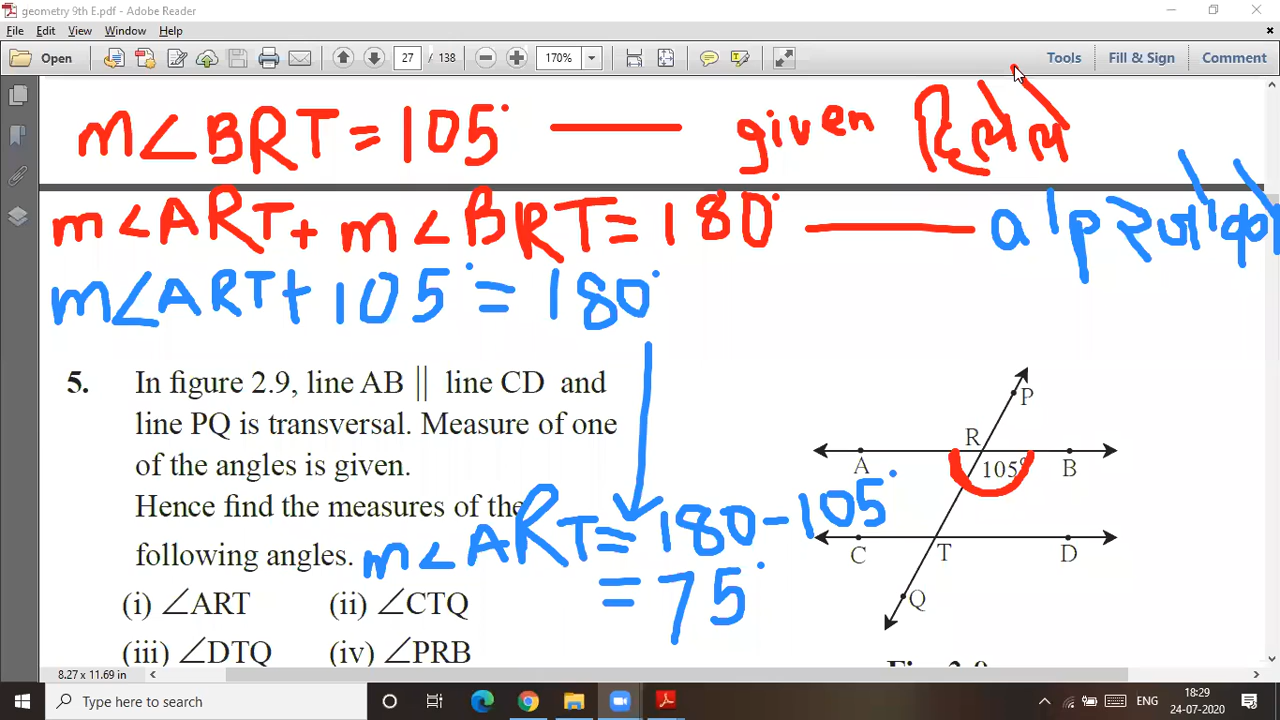 geometry 9th E.pdf - Adobe Reader
File Edit View Window Help
Open 27 / 138 170% Tools Fill & Sign Comment
m∠BRT = 105° — given
m∠ART + m∠BRT = 180° —
m∠ART + 105° = 180°
5. In figure 2.9, line AB || line CD and
line PQ is transversal. Measure of one
of the angles is given.
Hence find the measures of the
following angles.
(i) ∠ART (ii) ∠CTQ
(iii) ∠DTQ (iv) ∠PRB
m∠ART = 180 - 105°
= 75°
P
R
A 105° B
C T D
Q
8.27 x 11.69 in
Type here to search
ENG
18:29
24-07-2020